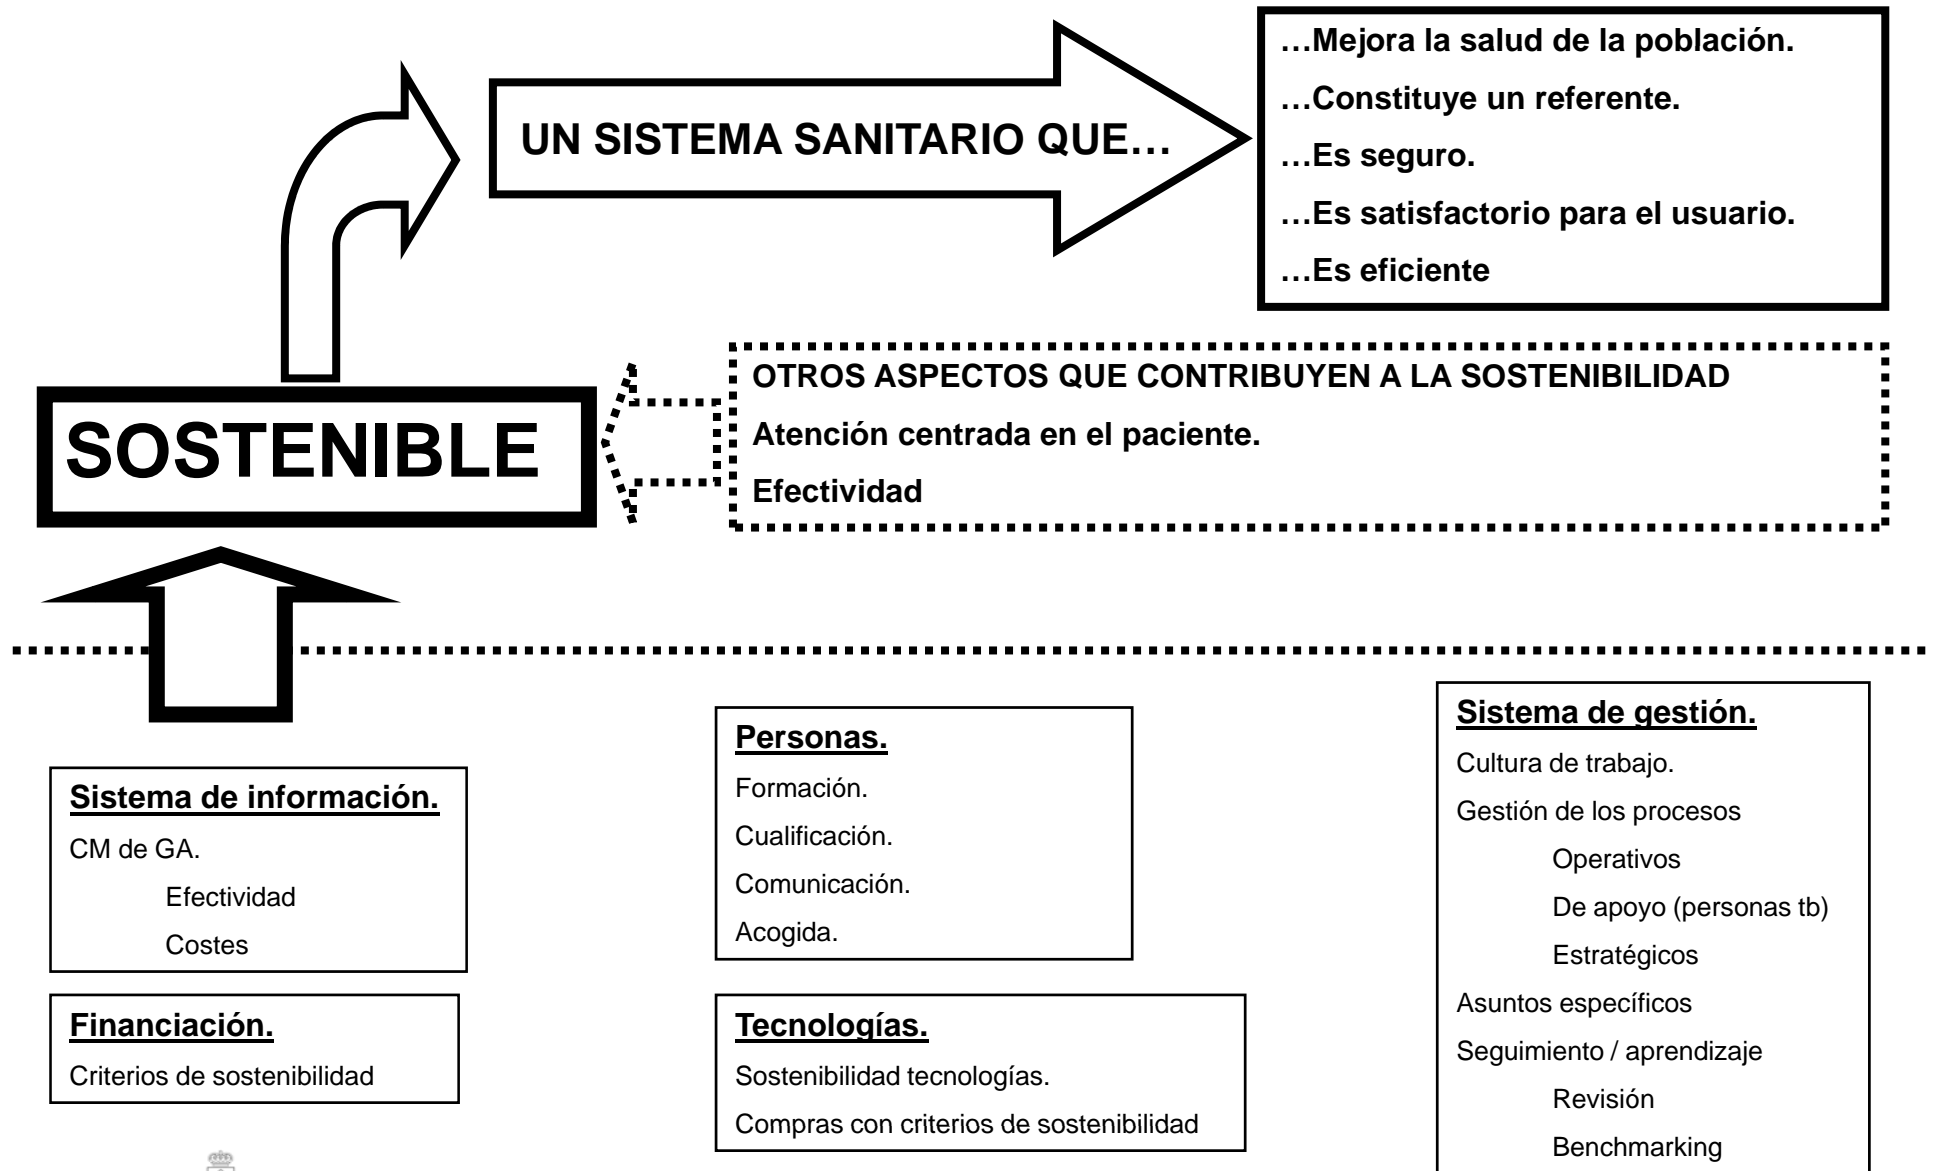 UN SISTEMA SANITARIO QUE…
…Mejora la salud de la población.
…Constituye un referente.
…Es seguro.
…Es satisfactorio para el usuario.
…Es eficiente
SOSTENIBLE
OTROS ASPECTOS QUE CONTRIBUYEN A LA SOSTENIBILIDAD
Atención centrada en el paciente.
Efectividad
Sistema de información.
CM de GA.
Efectividad
Costes
Financiación.
Criterios de sostenibilidad
Personas.
Formación.
Cualificación.
Comunicación.
Acogida.
Tecnologías.
Sostenibilidad tecnologías.
Compras con criterios de sostenibilidad
Sistema de gestión.
Cultura de trabajo.
Gestión de los procesos
Operativos
De apoyo (personas tb)
Estratégicos
Asuntos específicos
Seguimiento / aprendizaje
Revisión
Benchmarking